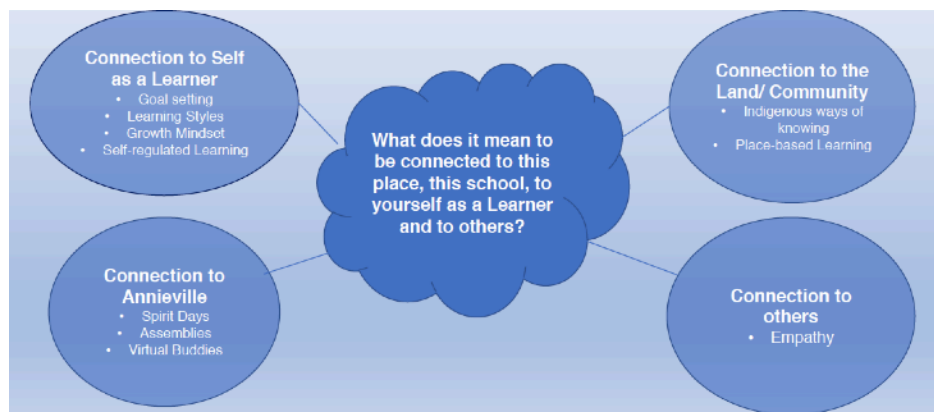 Connection to Self
as a Learner
• Goal setting
• Learning Styles
• Growth Mindset
• Self-regulated Learning
What does it mean to
be connected to this
place, this school, to
yourself as a Learner
and to others?
Connection to the
Land/ Community
• Indigenous ways of
knowing
• Place-based Learning
Connection to
Annieville
• Spirit Days
• Assemblies
• Virtual Buddies
Connection to
others
• Empathy